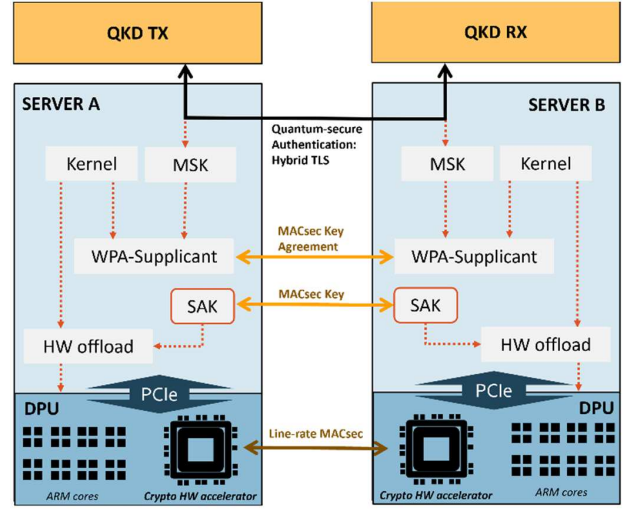 QKD TX
QKD RX
SERVER A
SERVER B
Quantum-secure
Authentication:
Hybrid TLS
Kernel
MSK
MSK
Kernel
MACsec Key
Agreement
WPA-Supplicant
WPA-Supplicant
MACsec Key
SAK
SAK
HW offload
HW offload
PCIe
PCIe
DPU
DPU
Line-rate MACsec
ARM cores
Crypto HW accelerator
Crypto HW accelerator
ARM cores